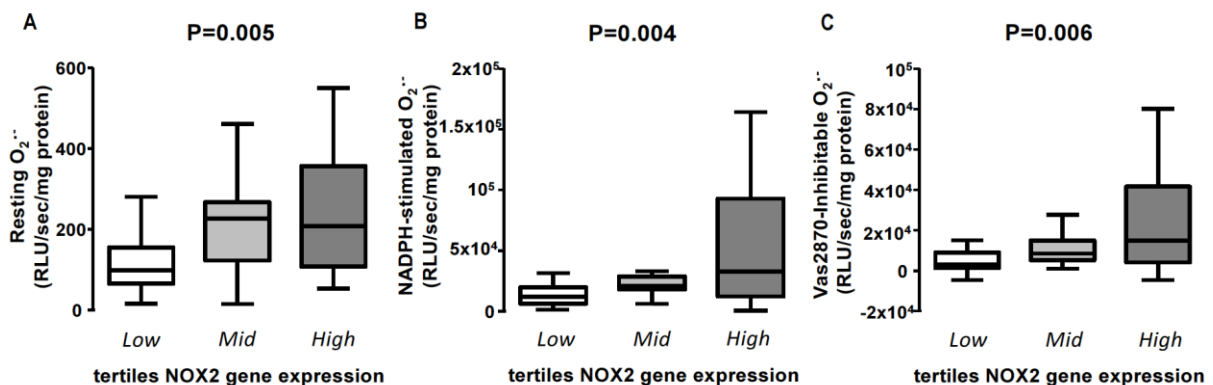 A
P=0.005
Resting O₂·⁻
(RLU/sec/mg protein)
600
400
200
0
Low Mid High
tertiles NOX2 gene expression
B
P=0.004
NADPH-stimulated O₂·⁻
(RLU/sec/mg protein)
2x10⁵
1.5x10⁵
10⁵
5x10⁴
0
Low Mid High
tertiles NOX2 gene expression
C
P=0.006
Vas2870-Inhibitable O₂·⁻
(RLU/sec/mg protein)
10⁵
8x10⁴
6x10⁴
4x10⁴
2x10⁴
0
-2x10⁴
Low Mid High
tertiles NOX2 gene expression